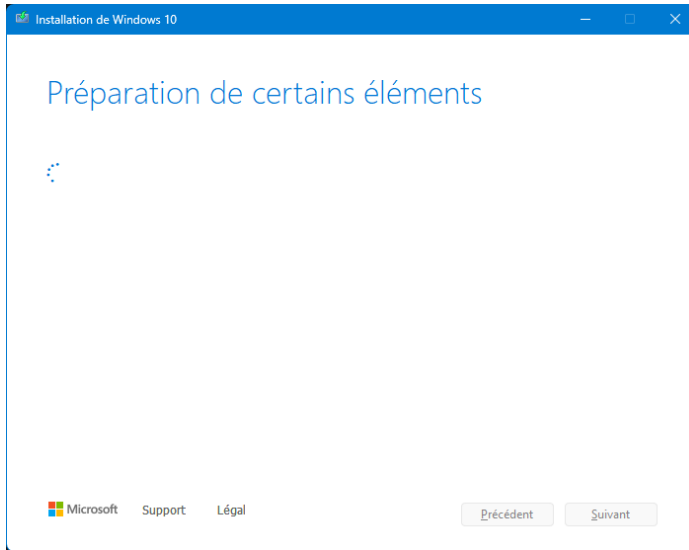 Installation de Windows 10
Préparation de certains éléments
Microsoft Support Légal Précédent Suivant